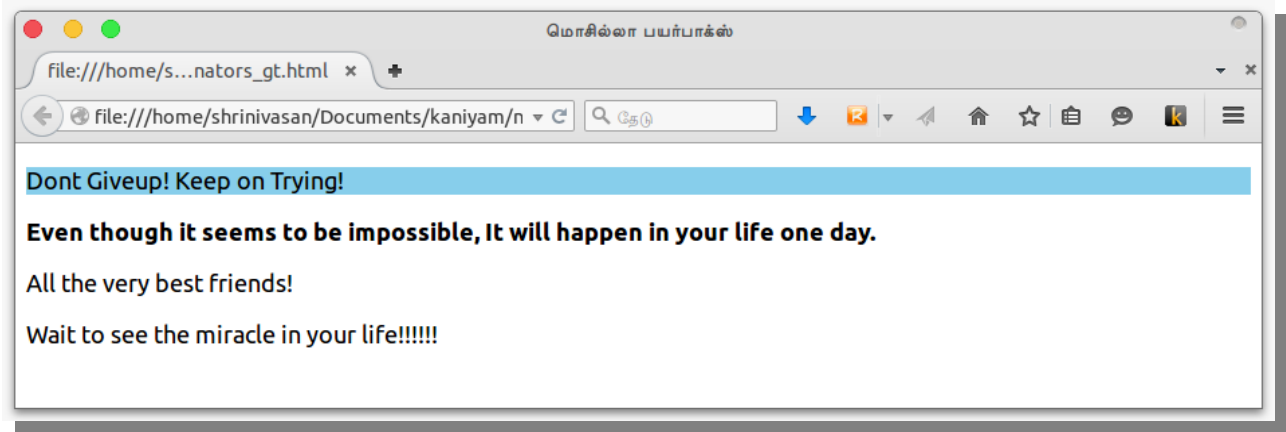 மொசில்லா பயர்பாக்ஸ்
file:///home/s...nators_gt.html
file:///home/shrinivasan/Documents/kaniyam/n
தேடு
k
Dont Giveup! Keep on Trying!
Even though it seems to be impossible, It will happen in your life one day.
All the very best friends!
Wait to see the miracle in your life!!!!!!